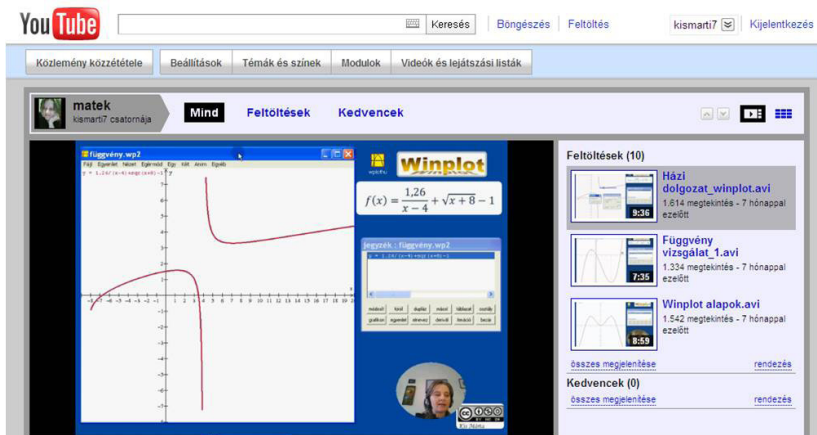 YouTube
Keresés
Böngészés
Feltöltés
kismarti7
Kijelentkezés
Közlemény közzététele
Beállítások
Témák és színek
Modulok
Videók és lejátszási listák
matek
kismarti7 csatornája
Mind
Feltöltések
Kedvencek
függvény.wp2
Fájl Egyenlet Nézet
Egyéb
Winplot
f(x) = 1,26 / (x − 4) + √(x + 8) − 1
jegyzék : függvény.wp2
Feltöltések (10)
Házi
dolgozat_winplot.avi
1.614 megtekintés - 7 hónappal
ezelőtt
9:36
Függvény
vizsgálat_1.avi
1.334 megtekintés - 7 hónappal
ezelőtt
7:35
Winplot alapok.avi
1.542 megtekintés - 7 hónappal
ezelőtt
8:59
összes megjelenítése
rendezés
Kedvencek (0)
összes megjelenítése
rendezés